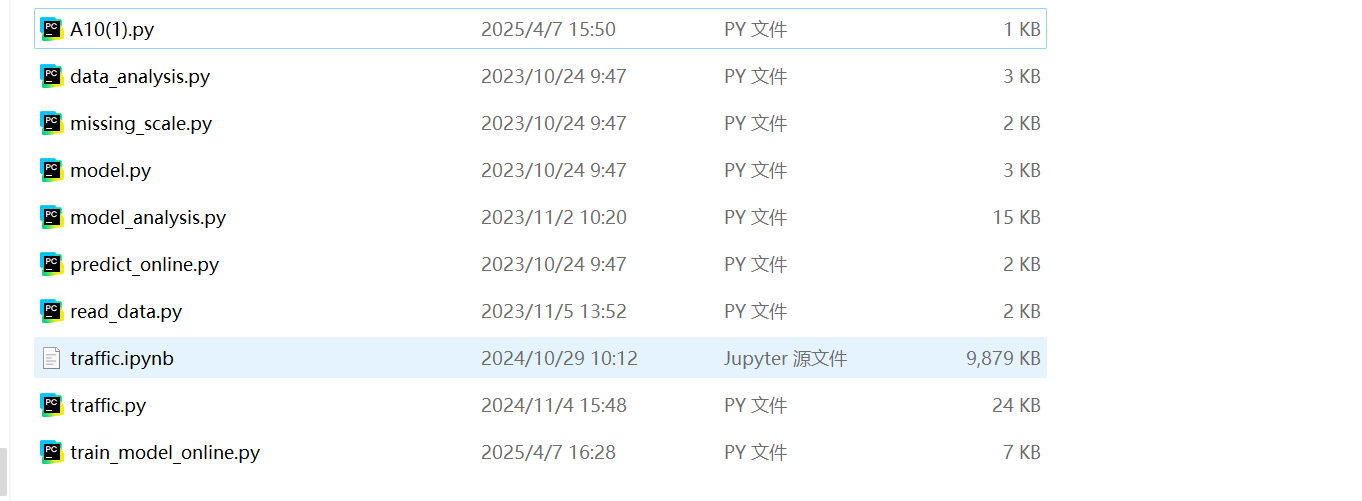 A10(1).py 2025/4/7 15:50 PY 文件 1 KB
data_analysis.py 2023/10/24 9:47 PY 文件 3 KB
missing_scale.py 2023/10/24 9:47 PY 文件 2 KB
model.py 2023/10/24 9:47 PY 文件 3 KB
model_analysis.py 2023/11/2 10:20 PY 文件 15 KB
predict_online.py 2023/10/24 9:47 PY 文件 2 KB
read_data.py 2023/11/5 13:52 PY 文件 2 KB
traffic.ipynb 2024/10/29 10:12 Jupyter 源文件 9,879 KB
traffic.py 2024/11/4 15:48 PY 文件 24 KB
train_model_online.py 2025/4/7 16:28 PY 文件 7 KB